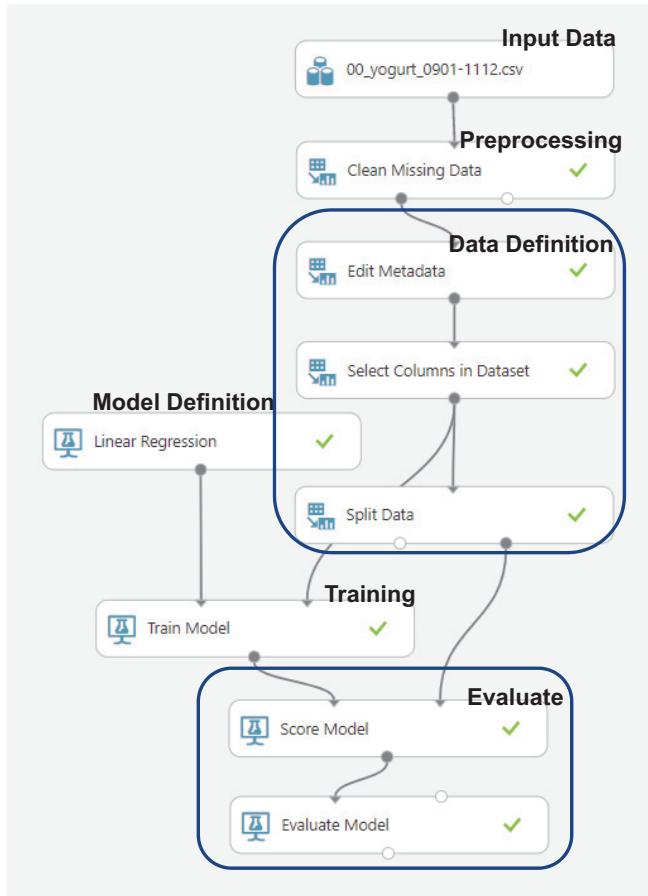 Input Data
00_yogurt_0901-1112.csv
Preprocessing
Clean Missing Data
Data Definition
Edit Metadata
Select Columns in Dataset
Model Definition
Linear Regression
Split Data
Training
Train Model
Evaluate
Score Model
Evaluate Model